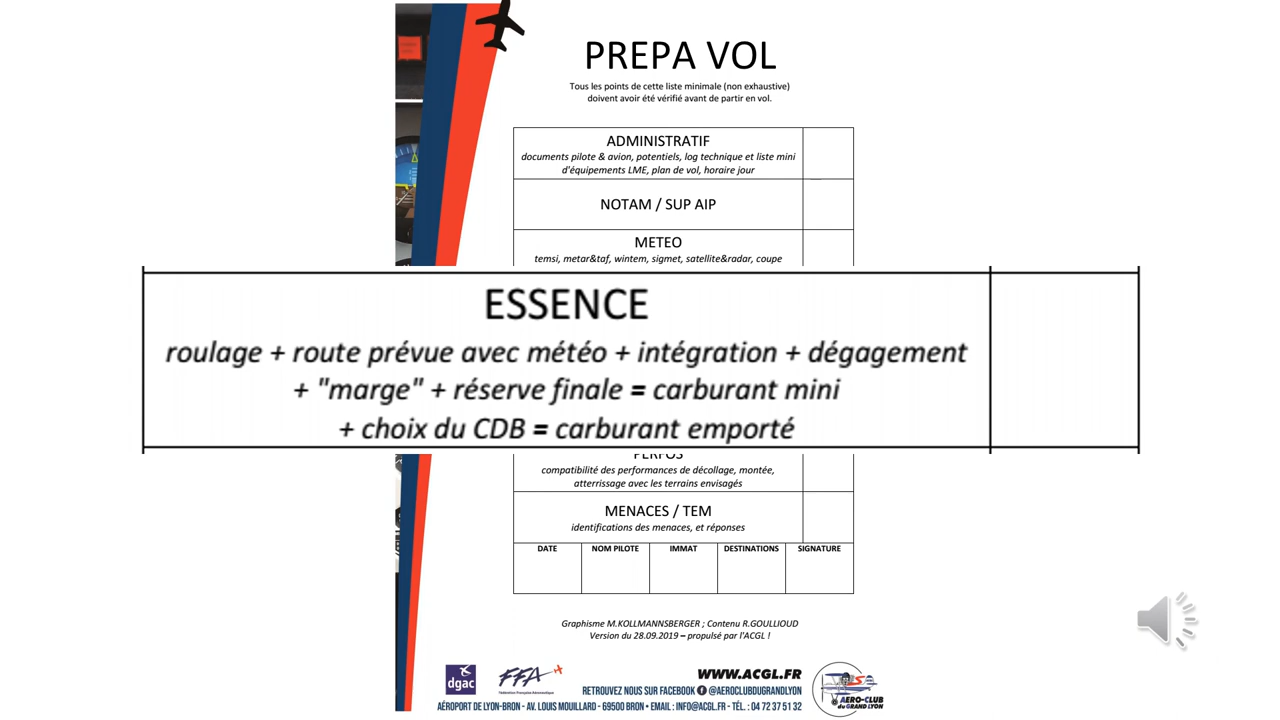 PREPA VOL
Tous les points de cette liste minimale (non exhaustive)
doivent avoir été vérifié avant de partir en vol.
ADMINISTRATIF
documents pilote & avion, potentiels, log technique et liste mini
d'équipements LME, plan de vol, horaire jour
NOTAM / SUP AIP
METEO
temsi, metar&taf, wintem, sigmet, satellite&radar, coupe
ESSENCE
roulage + route prévue avec météo + intégration + dégagement
+ "marge" + réserve finale = carburant mini
+ choix du CDB = carburant emporté
PERFOS
compatibilité des performances de décollage, montée,
atterrissage avec les terrains envisagés
MENACES / TEM
identifications des menaces, et réponses
DATE NOM PILOTE IMMAT DESTINATIONS SIGNATURE
Graphisme M.KOLLMANNSBERGER ; Contenu R.GOULLIOUD
Version du 28.09.2019 – propulsé par l'ACGL !
dgac
FFA
Fédération Française Aéronautique
WWW.ACGL.FR
RETROUVEZ NOUS SUR FACEBOOK @AEROCLUBDUGRANDLYON
AÉROPORT DE LYON-BRON - AV. LOUIS MOUILLARD - 69500 BRON • EMAIL : INFO@ACGL.FR - TÉL. : 04 72 37 51 32
AERO-CLUB
du GRAND LYON